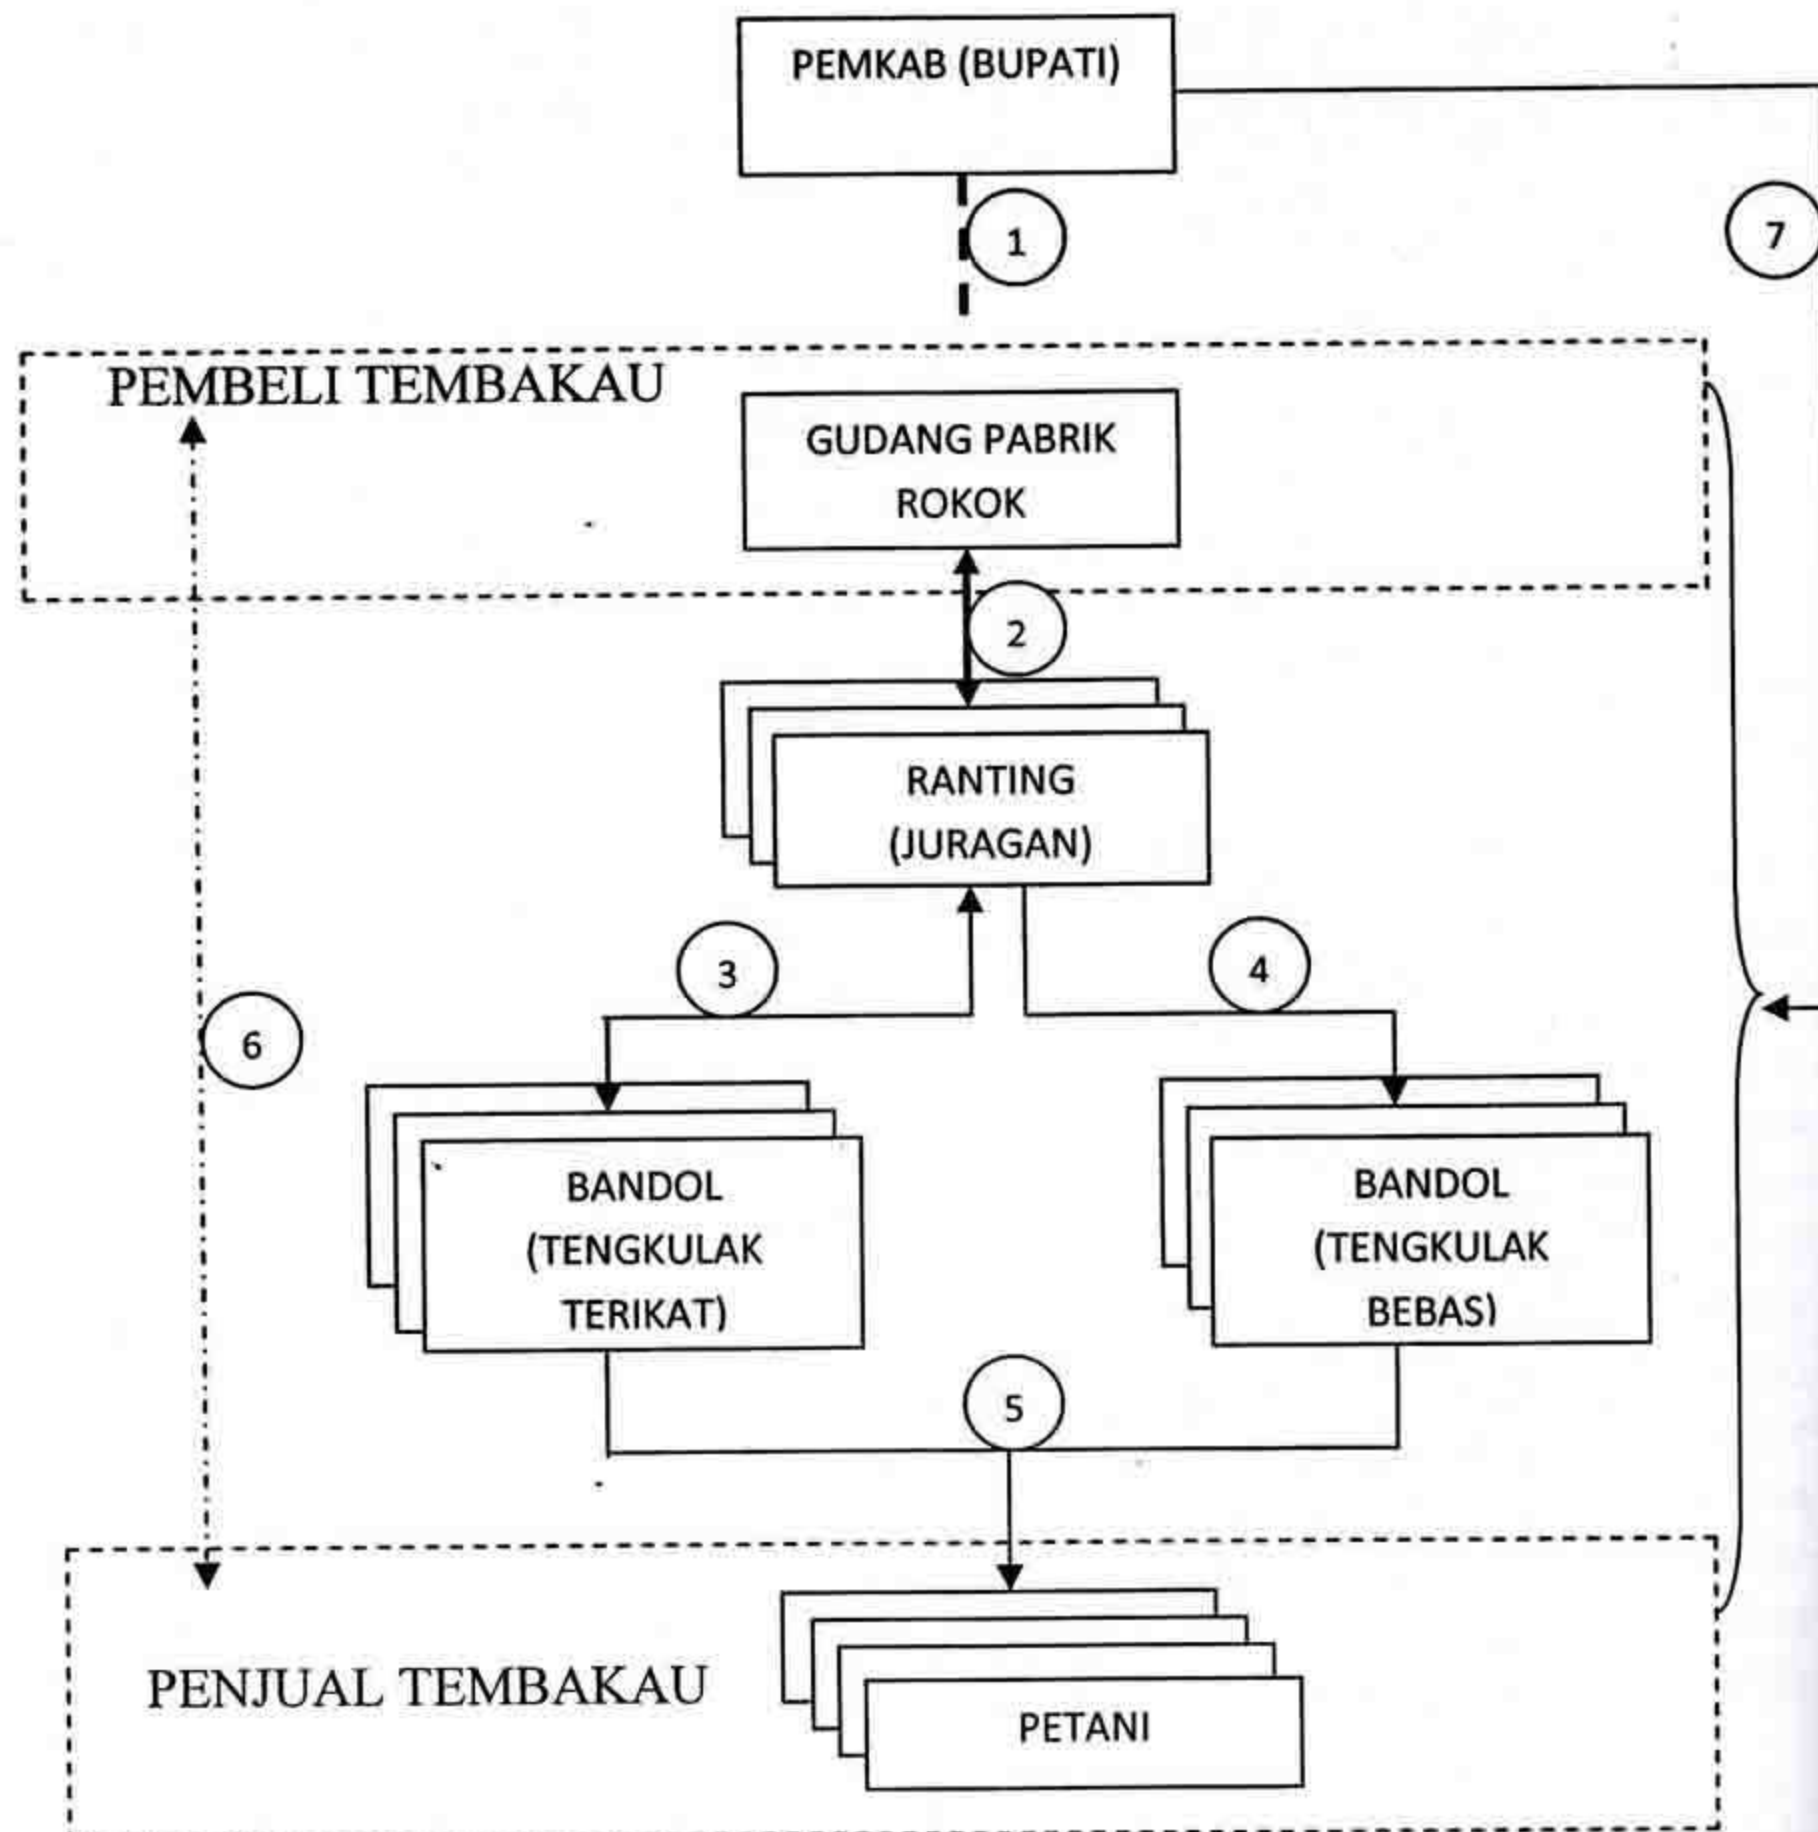 PEMKAB (BUPATI)
1
7
PEMBELI TEMBAKAU
GUDANG PABRIK
ROKOK
2
RANTING
(JURAGAN)
3
4
6
BANDOL
(TENGKULAK
TERIKAT)
BANDOL
(TENGKULAK
BEBAS)
5
PENJUAL TEMBAKAU
PETANI